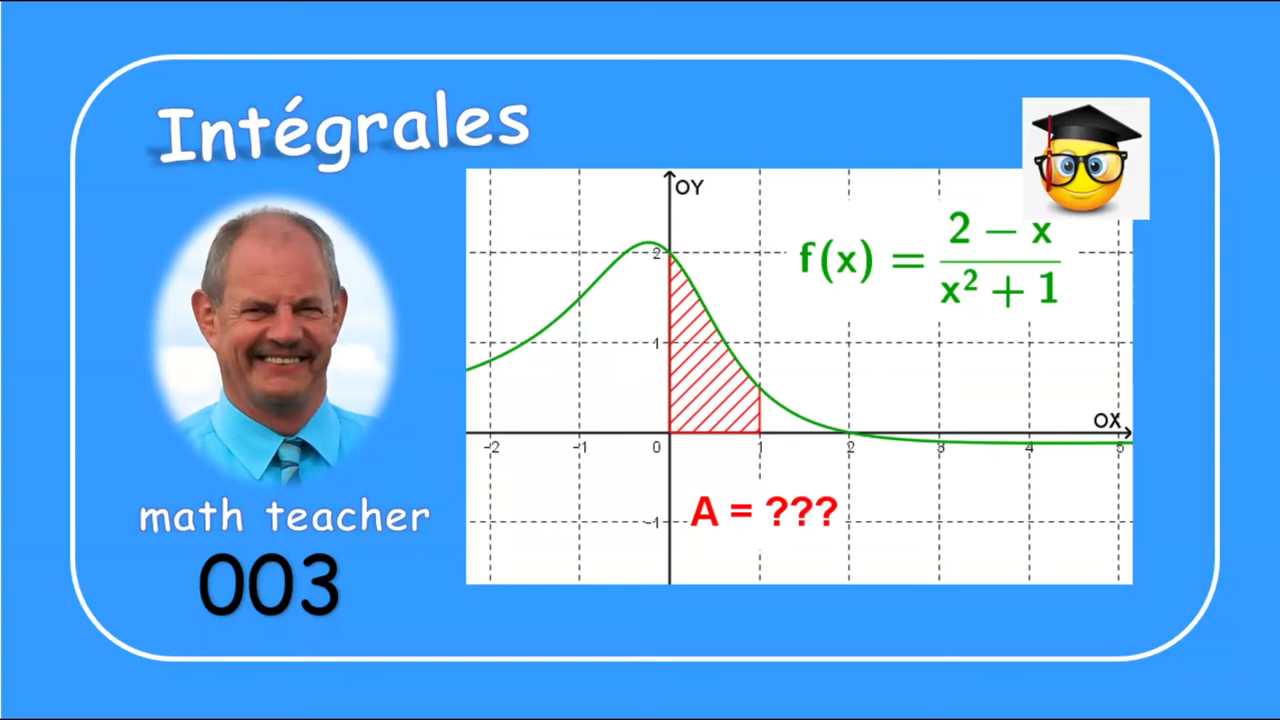 Intégrales
OY
f(x) = \frac{2 - x}{x² + 1}
2
1
OX
-2 -1 0 1 2 3 4 5
-1
A = ???
math teacher
003